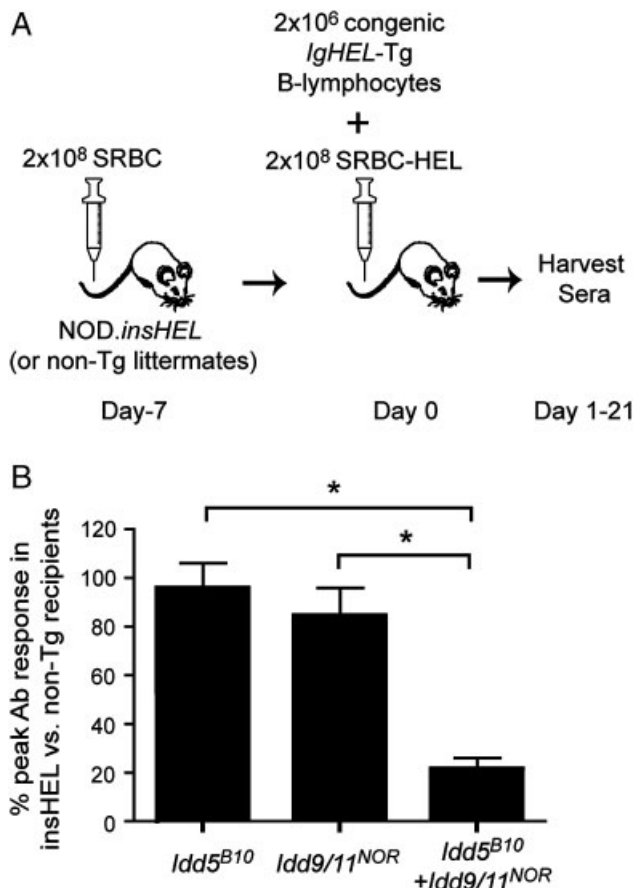 A
2x10⁶ congenic
IgHEL-Tg
B-lymphocytes
+
2x10⁸ SRBC
2x10⁸ SRBC-HEL
Harvest
Sera
NOD.insHEL
(or non-Tg littermates)
Day-7
Day 0
Day 1-21
B
% peak Ab response in
insHEL vs. non-Tg recipients
120
100
80
60
40
20
0
*
*
Idd5ᴮ¹⁰
Idd9/11ᴺᴼᴿ
Idd5ᴮ¹⁰
+Idd9/11ᴺᴼᴿ